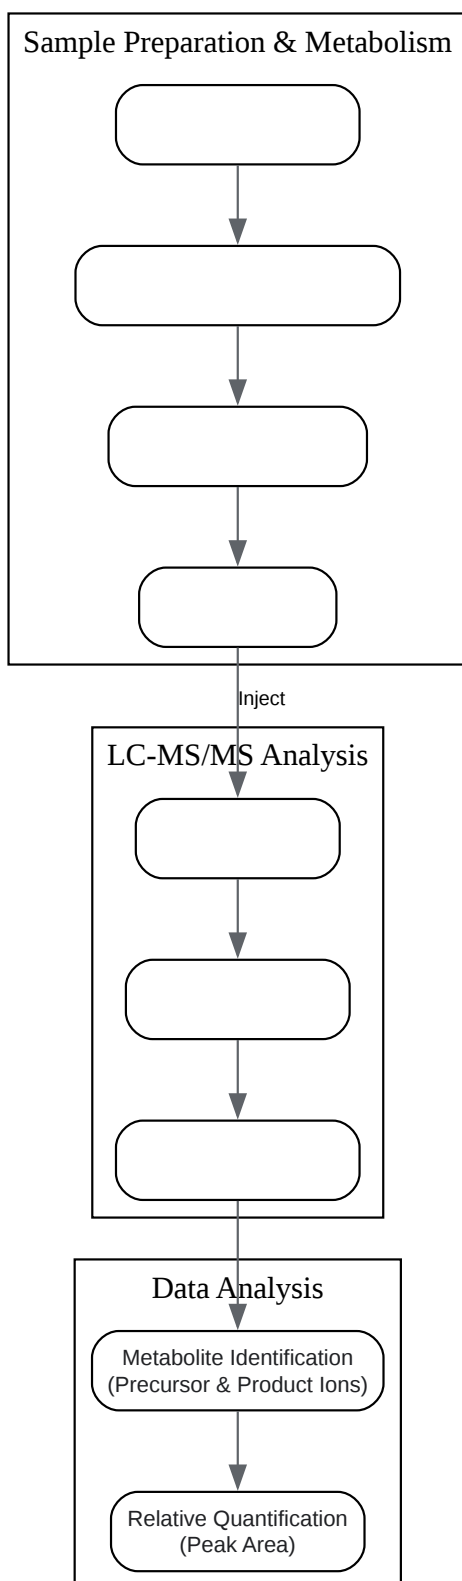 Sample Preparation & Metabolism
Inject
LC-MS/MS Analysis
Data Analysis
Metabolite Identification
(Precursor & Product Ions)
Relative Quantification
(Peak Area)